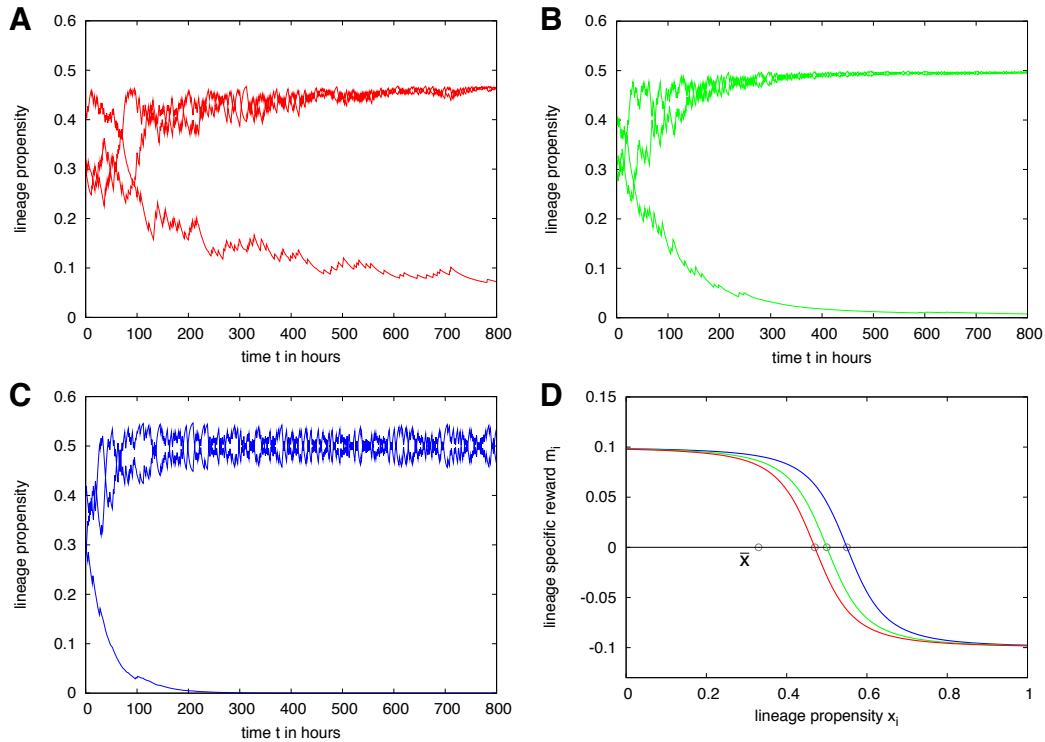 A
0.6
0.5
0.4
0.3
0.2
0.1
0
lineage propensity
0 100 200 300 400 500 600 700 800
time t in hours
B
0.6
0.5
0.4
0.3
0.2
0.1
0
lineage propensity
0 100 200 300 400 500 600 700 800
time t in hours
C
0.6
0.5
0.4
0.3
0.2
0.1
0
lineage propensity
0 100 200 300 400 500 600 700 800
time t in hours
D
0.15
0.1
0.05
0
-0.05
-0.1
lineage specific reward mᵢ
x̄
0 0.2 0.4 0.6 0.8 1
lineage propensity xᵢ